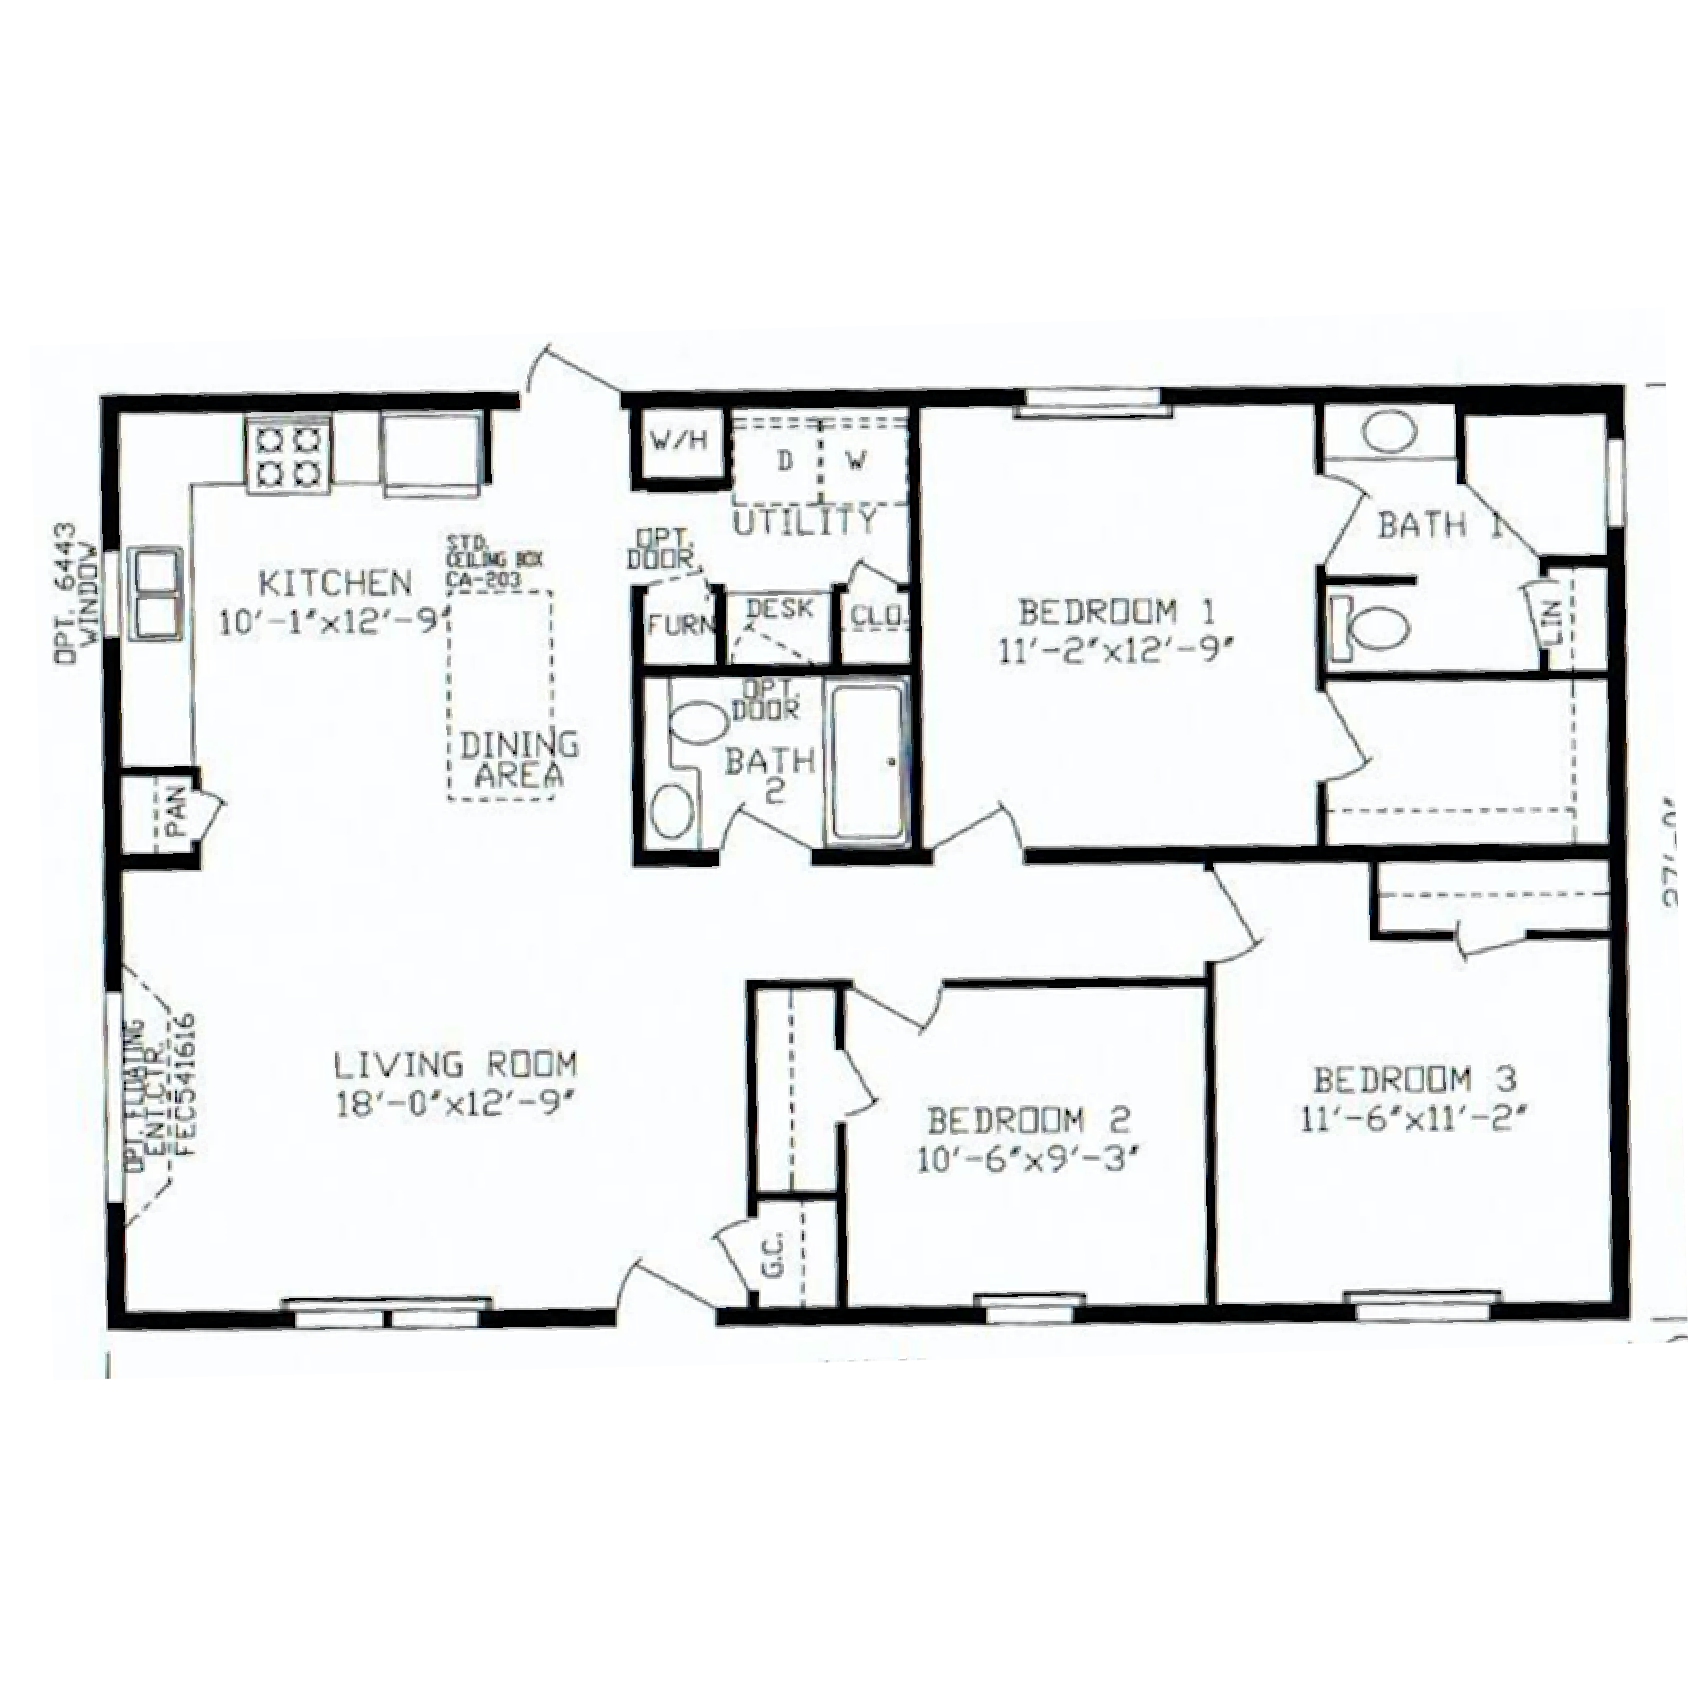 W/H
D
W
UTILITY
OPT. 6443
WINDOW
KITCHEN
10'-1"x12'-9"
STD.
CEILING BOX
CA-203
OPT.
DOOR
FURN
DESK
CLO.
BEDROOM 1
11'-2"x12'-9"
BATH 1
LIN
DINING
AREA
OPT.
DOOR
BATH
2
PAN
27'-0"
LIVING ROOM
18'-0"x12'-9"
OPT. FLOATING
ENT.CTR.
FEC541616
G.C.
BEDROOM 2
10'-6"x9'-3"
BEDROOM 3
11'-6"x11'-2"